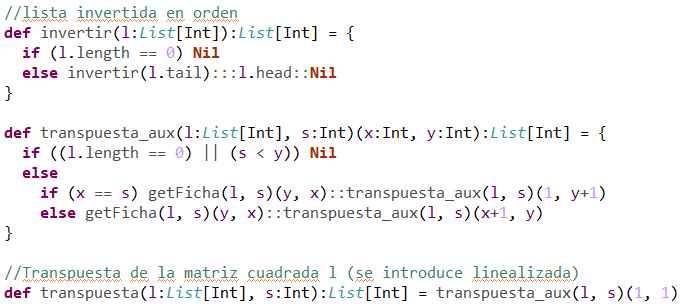 //lista invertida en orden
def invertir(l:List[Int]):List[Int] = {
  if (l.length == 0) Nil
  else invertir(l.tail):::l.head::Nil
}

def transpuesta_aux(l:List[Int], s:Int)(x:Int, y:Int):List[Int] = {
  if ((l.length == 0) || (s < y)) Nil
  else
    if (x == s) getFicha(l, s)(y, x)::transpuesta_aux(l, s)(1, y+1)
    else getFicha(l, s)(y, x)::transpuesta_aux(l, s)(x+1, y)
}

//Transpuesta de la matriz cuadrada l (se introduce linealizada)
def transpuesta(l:List[Int], s:Int):List[Int] = transpuesta_aux(l, s)(1, 1)